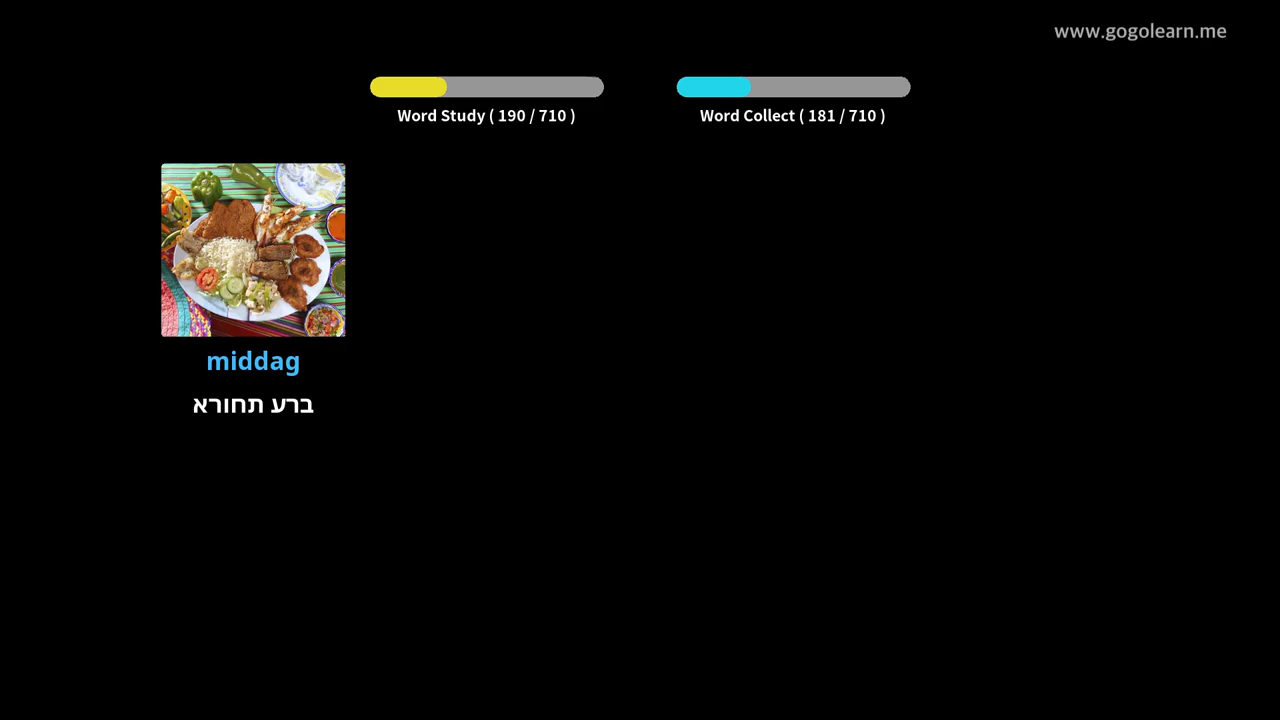 www.gogolearn.me
Word Study ( 190 / 710 )
Word Collect ( 181 / 710 )
middag
ברע תחורא